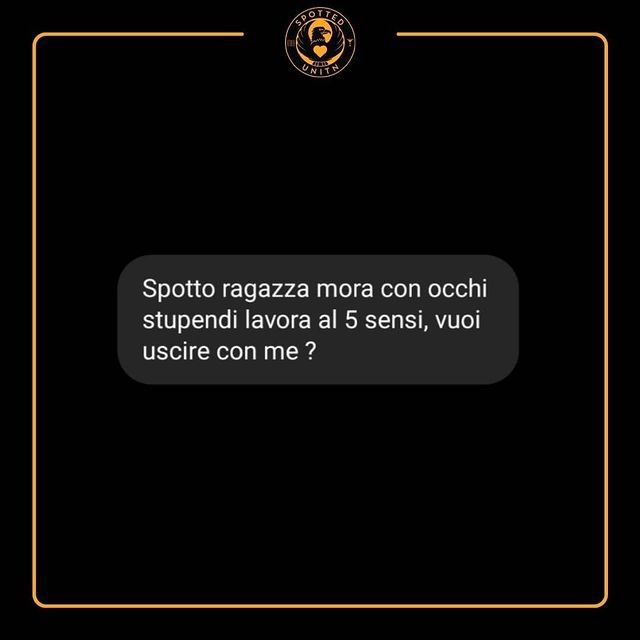 SPOTTED
UNITN
Spotto ragazza mora con occhi
stupendi lavora al 5 sensi, vuoi
uscire con me ?